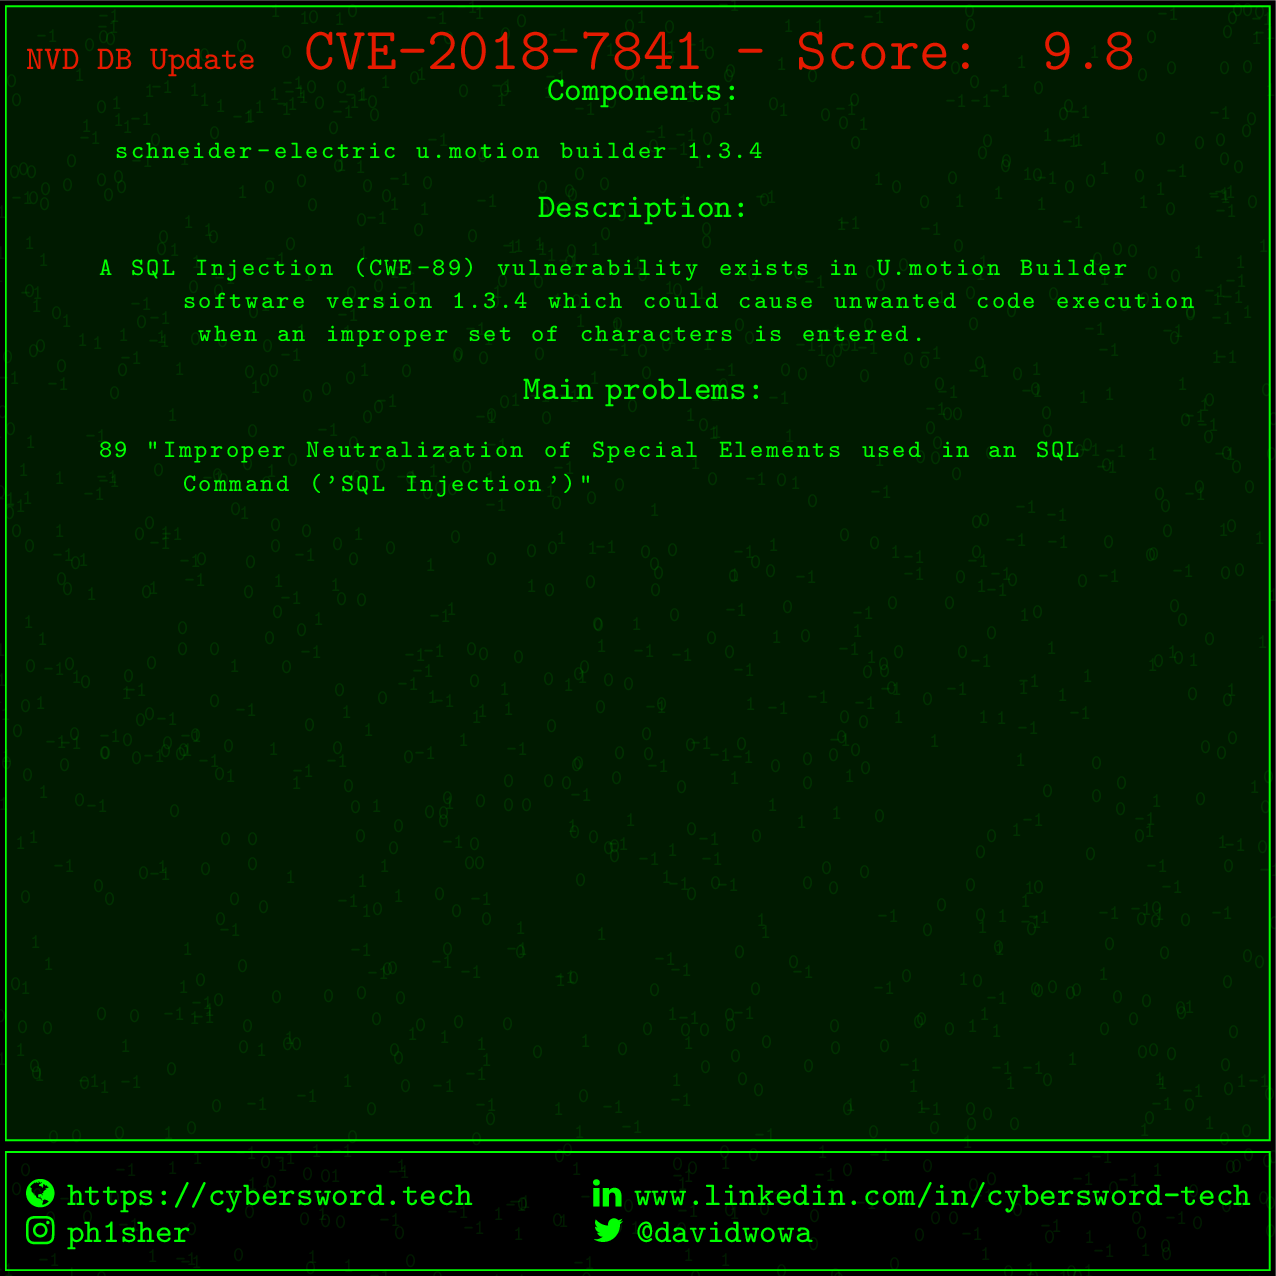 NVD DB Update CVE-2018-7841 - Score: 9.8
Components:
schneider-electric u.motion builder 1.3.4
Description:
A SQL Injection (CWE-89) vulnerability exists in U.motion Builder
software version 1.3.4 which could cause unwanted code execution
when an improper set of characters is entered.
Main problems:
89 "Improper Neutralization of Special Elements used in an SQL
Command ('SQL Injection')"
https://cybersword.tech
www.linkedin.com/in/cybersword-tech
ph1sher
@davidwowa